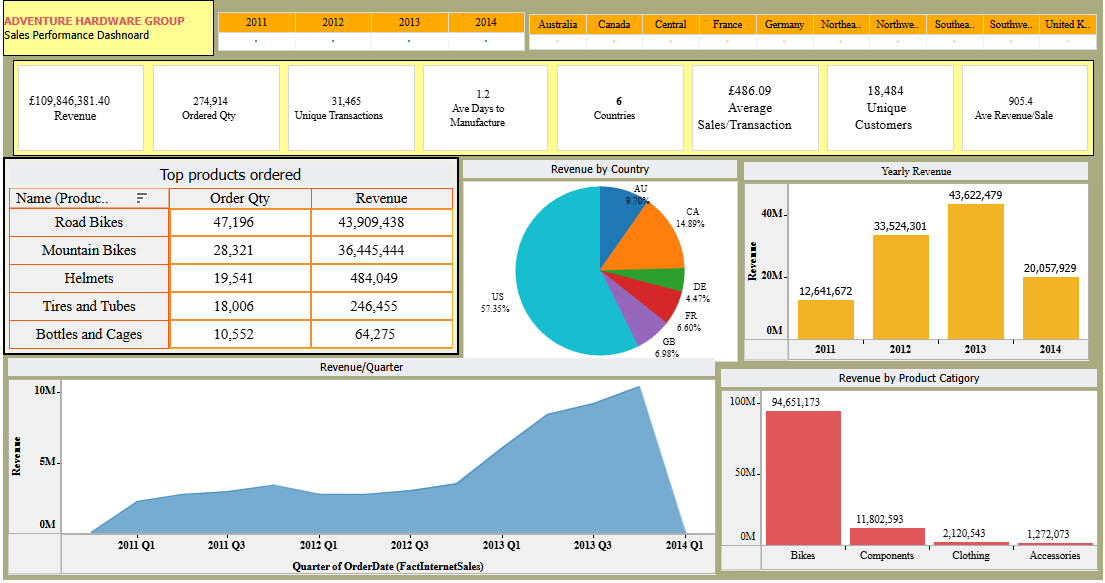 ADVENTURE HARDWARE GROUP
Sales Performance Dashnoard
2011 2012 2013 2014
Australia Canada Central France Germany Northea.. Northwe.. Southea.. Southwe.. United K..
£109,846,381.40
Revenue
274,914
Ordered Qty
31,465
Unique Transactions
1.2
Ave Days to
Manufacture
6
Countries
£486.09
Average
Sales/Transaction
18,484
Unique
Customers
905.4
Ave Revenue/Sale
Top products ordered
Name (Produc.. Order Qty Revenue
Road Bikes 47,196 43,909,438
Mountain Bikes 28,321 36,445,444
Helmets 19,541 484,049
Tires and Tubes 18,006 246,455
Bottles and Cages 10,552 64,275
Revenue by Country
AU
9.70%
CA
14.89%
DE
4.47%
FR
6.60%
GB
6.98%
US
57.35%
Yearly Revenue
Revenue
40M
20M
0M
12,641,672
33,524,301
43,622,479
20,057,929
2011 2012 2013 2014
Revenue/Quarter
Revenue
10M
5M
0M
2011 Q1 2011 Q3 2012 Q1 2012 Q3 2013 Q1 2013 Q3 2014 Q1
Quarter of OrderDate (FactInternetSales)
Revenue by Product Catigory
100M
50M
0M
94,651,173
11,802,593
2,120,543
1,272,073
Bikes Components Clothing Accessories